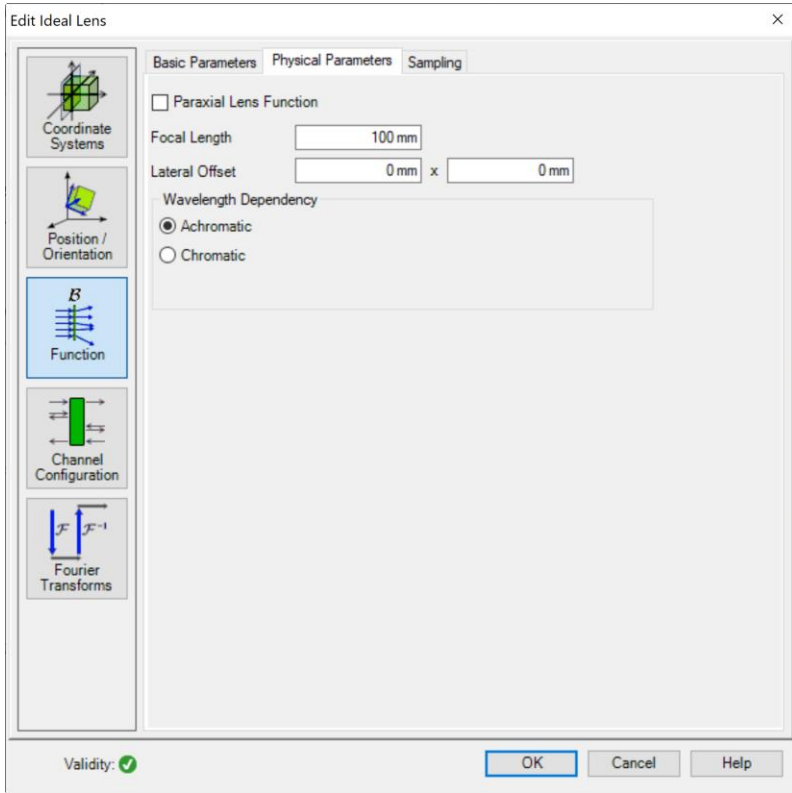 Edit Ideal Lens
Coordinate
Systems
Position /
Orientation
B
Function
Channel
Configuration
F F⁻¹
Fourier
Transforms
Basic Parameters Physical Parameters Sampling
Paraxial Lens Function
Focal Length 100 mm
Lateral Offset 0 mm x 0 mm
Wavelength Dependency
Achromatic
Chromatic
Validity:
OK Cancel Help